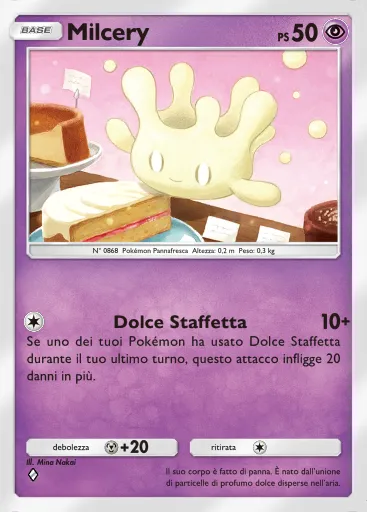 BASE Milcery PS 50
N° 0868 Pokémon Pannafresca Altezza: 0,2 m Peso: 0,3 kg
Dolce Staffetta 10+
Se uno dei tuoi Pokémon ha usato Dolce Staffetta
durante il tuo ultimo turno, questo attacco infligge 20
danni in più.
debolezza +20 ritirata
Ill. Mina Nakai
Il suo corpo è fatto di panna. È nato dall'unione
di particelle di profumo dolce disperse nell'aria.